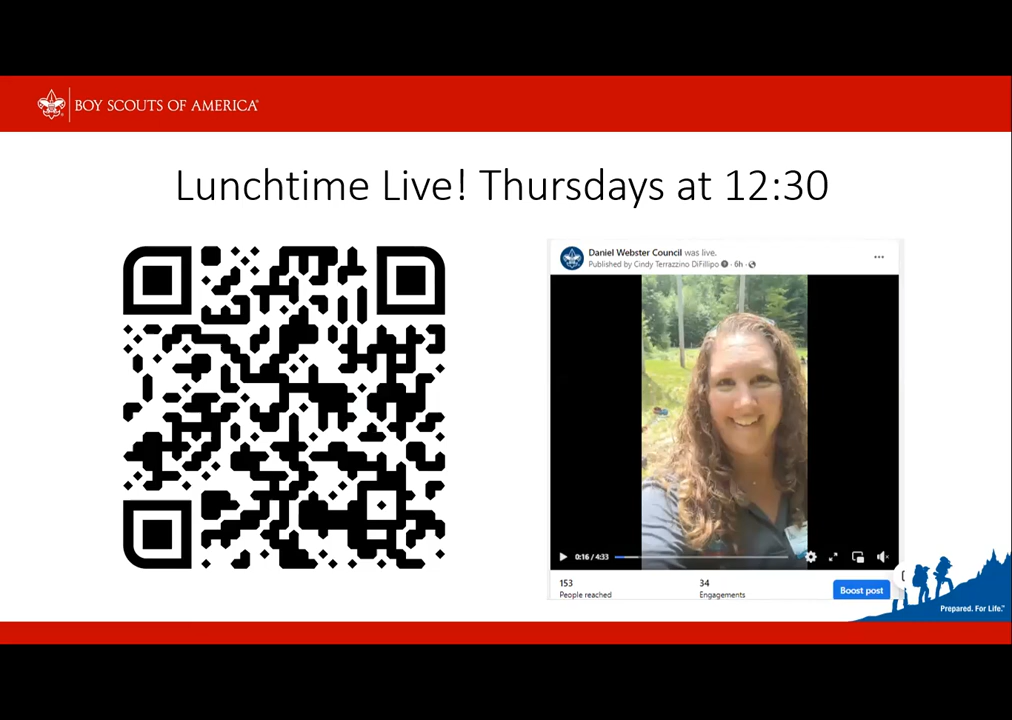 BOY SCOUTS OF AMERICA
Lunchtime Live! Thursdays at 12:30
Daniel Webster Council was live.
Published by Cindy Terrazzino DiFillipo · 6h ·
0:16 / 4:33
153
34
People reached
Engagements
Boost post
Prepared. For Life.™